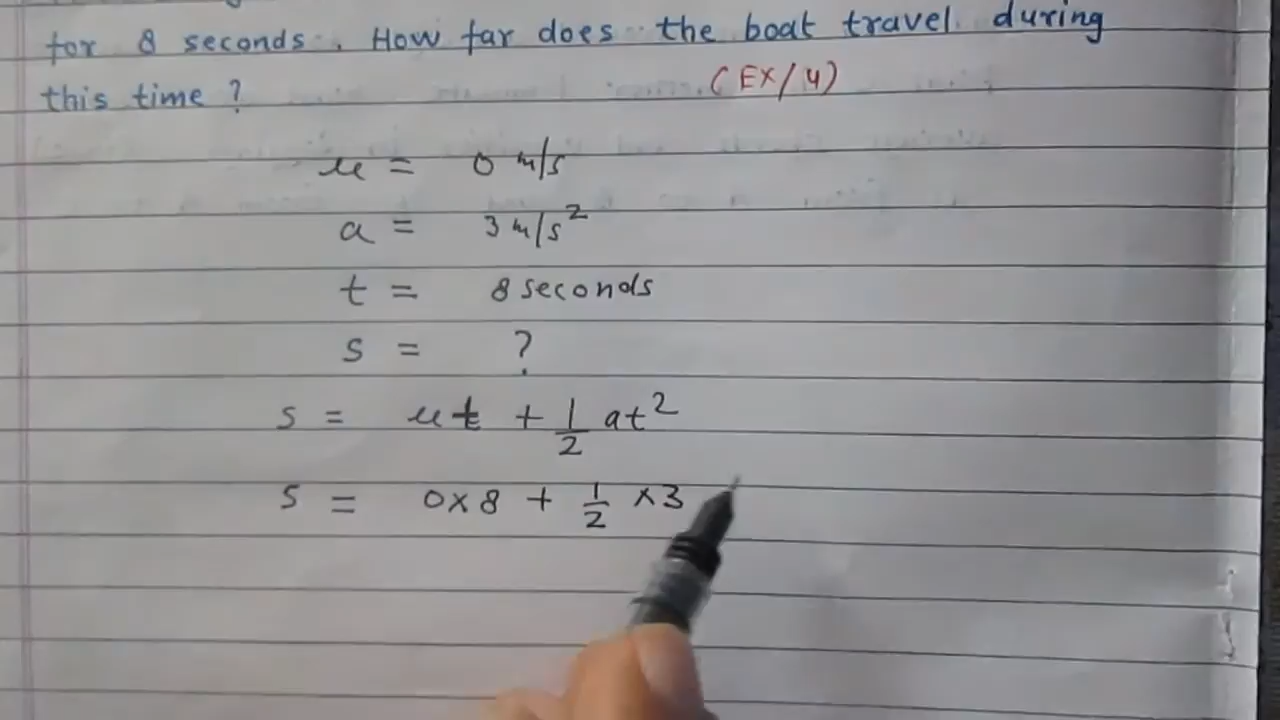 for 8 seconds. How far does the boat travel during
this time ?
(EX/4)
u = 0 m/s
a = 3 m/s²
t = 8 seconds
s = ?
s = ut + 1/2 at²
s = 0×8 + 1/2 ×3